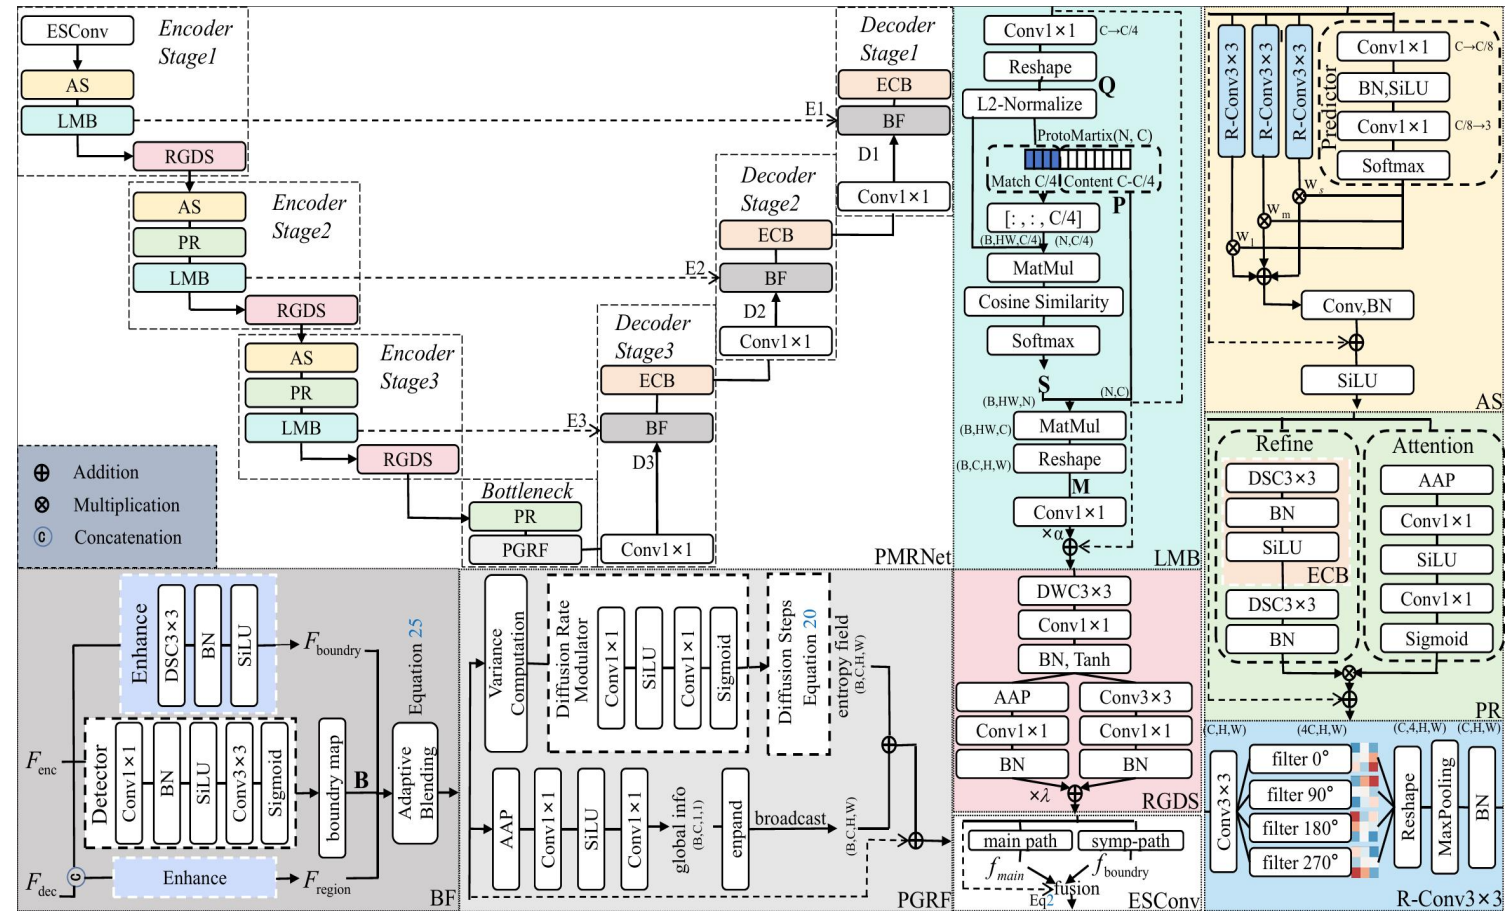 ESConv
Encoder
Stage1
AS
LMB
RGDS
AS
PR
LMB
RGDS
Encoder
Stage2
AS
PR
LMB
RGDS
Encoder
Stage3
Bottleneck
PR
PGRF
Conv1×1
D3
BF
ECB
Decoder
Stage3
E3
Conv1×1
D2
BF
ECB
Decoder
Stage2
E2
Conv1×1
D1
BF
ECB
Decoder
Stage1
E1
PMRNet
Addition
Multiplication
C Concatenation
Conv1×1
C→C/4
Reshape
Q
L2-Normalize
ProtoMartix(N, C)
Match C/4
Content C-C/4
P
[:, :, C/4]
(B,HW,C/4)
(N,C/4)
MatMul
Cosine Similarity
Softmax
S
(B,HW,N)
(N,C)
(B,HW,C)
MatMul
(B,C,H,W)
Reshape
M
Conv1×1
×α
LMB
R-Conv3×3
R-Conv3×3
R-Conv3×3
Predictor
Conv1×1
C→C/8
BN,SiLU
Conv1×1
C/8→3
Softmax
Ws
Wm
W1
Conv,BN
SiLU
AS
Refine
DSC3×3
BN
SiLU
ECB
DSC3×3
BN
Attention
AAP
Conv1×1
SiLU
Conv1×1
Sigmoid
PR
Enhance
DSC3×3
BN
SiLU
Fboundry
Fenc
Detector
Conv1×1
BN
SiLU
Conv3×3
Sigmoid
boundry map
B
Adaptive
Blending
Equation 25
Fdec
C
Enhance
Fregion
BF
Variance
Computation
Diffusion Rate
Modulator
Conv1×1
SiLU
Conv1×1
Sigmoid
Diffusion Steps
Equation 20
entropy field
(B,C,H,W)
AAP
Conv1×1
SiLU
Conv1×1
global info
(B,C,1,1)
enpand
broadcast
(B,C,H,W)
PGRF
DWC3×3
Conv1×1
BN, Tanh
AAP
Conv1×1
BN
Conv3×3
Conv1×1
BN
×λ
RGDS
main path
symp-path
fmain
fboundry
fusion
Eq2
ESConv
(C,H,W)
(4C,H,W)
(C,4,H,W)
(C,H,W)
Conv3×3
filter 0°
filter 90°
filter 180°
filter 270°
Reshape
MaxPooling
BN
R-Conv3×3